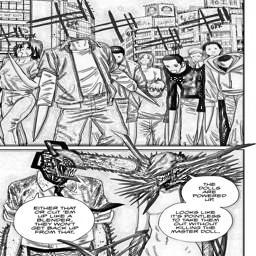 EITHER THAT
OR CUT 'EM
UP LIKE A
BLENDER.
THEY WON'T
GET BACK UP
FROM THAT.
THE
DOLLS
ARE
POWERED
UP.
LOOKS LIKE
IT'S POINTLESS
TO TAKE THEM
OUT WITHOUT
KILLING THE
MASTER DOLL.